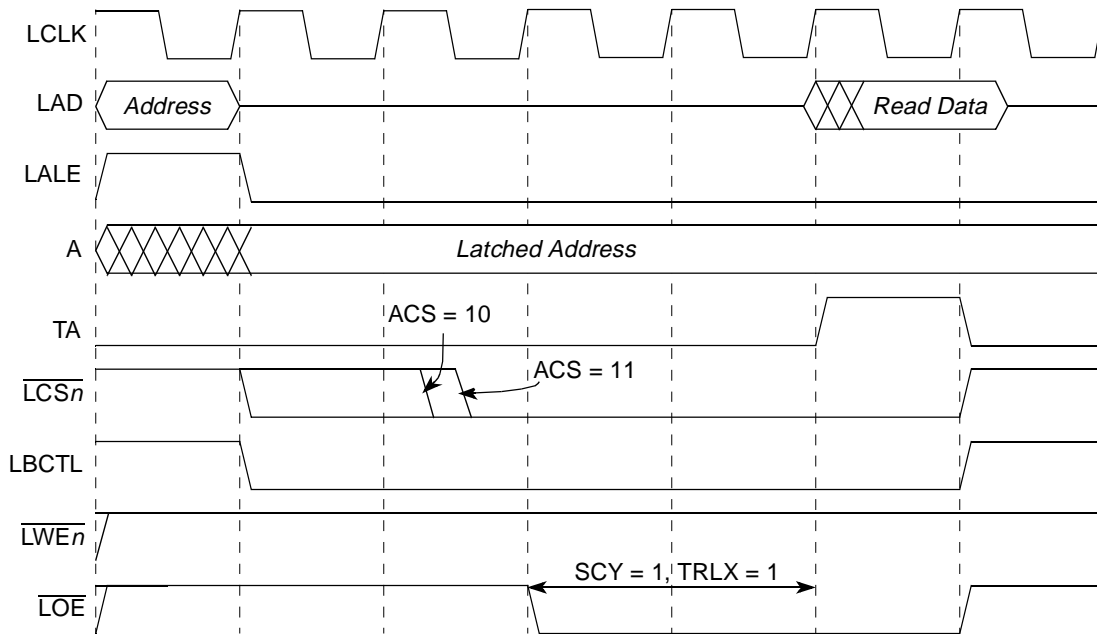 LCLK
LAD
Address
Read Data
LALE
A
Latched Address
ACS = 10
TA
ACS = 11
LCSn
LBCTL
LWEn
SCY = 1, TRLX = 1
LOE